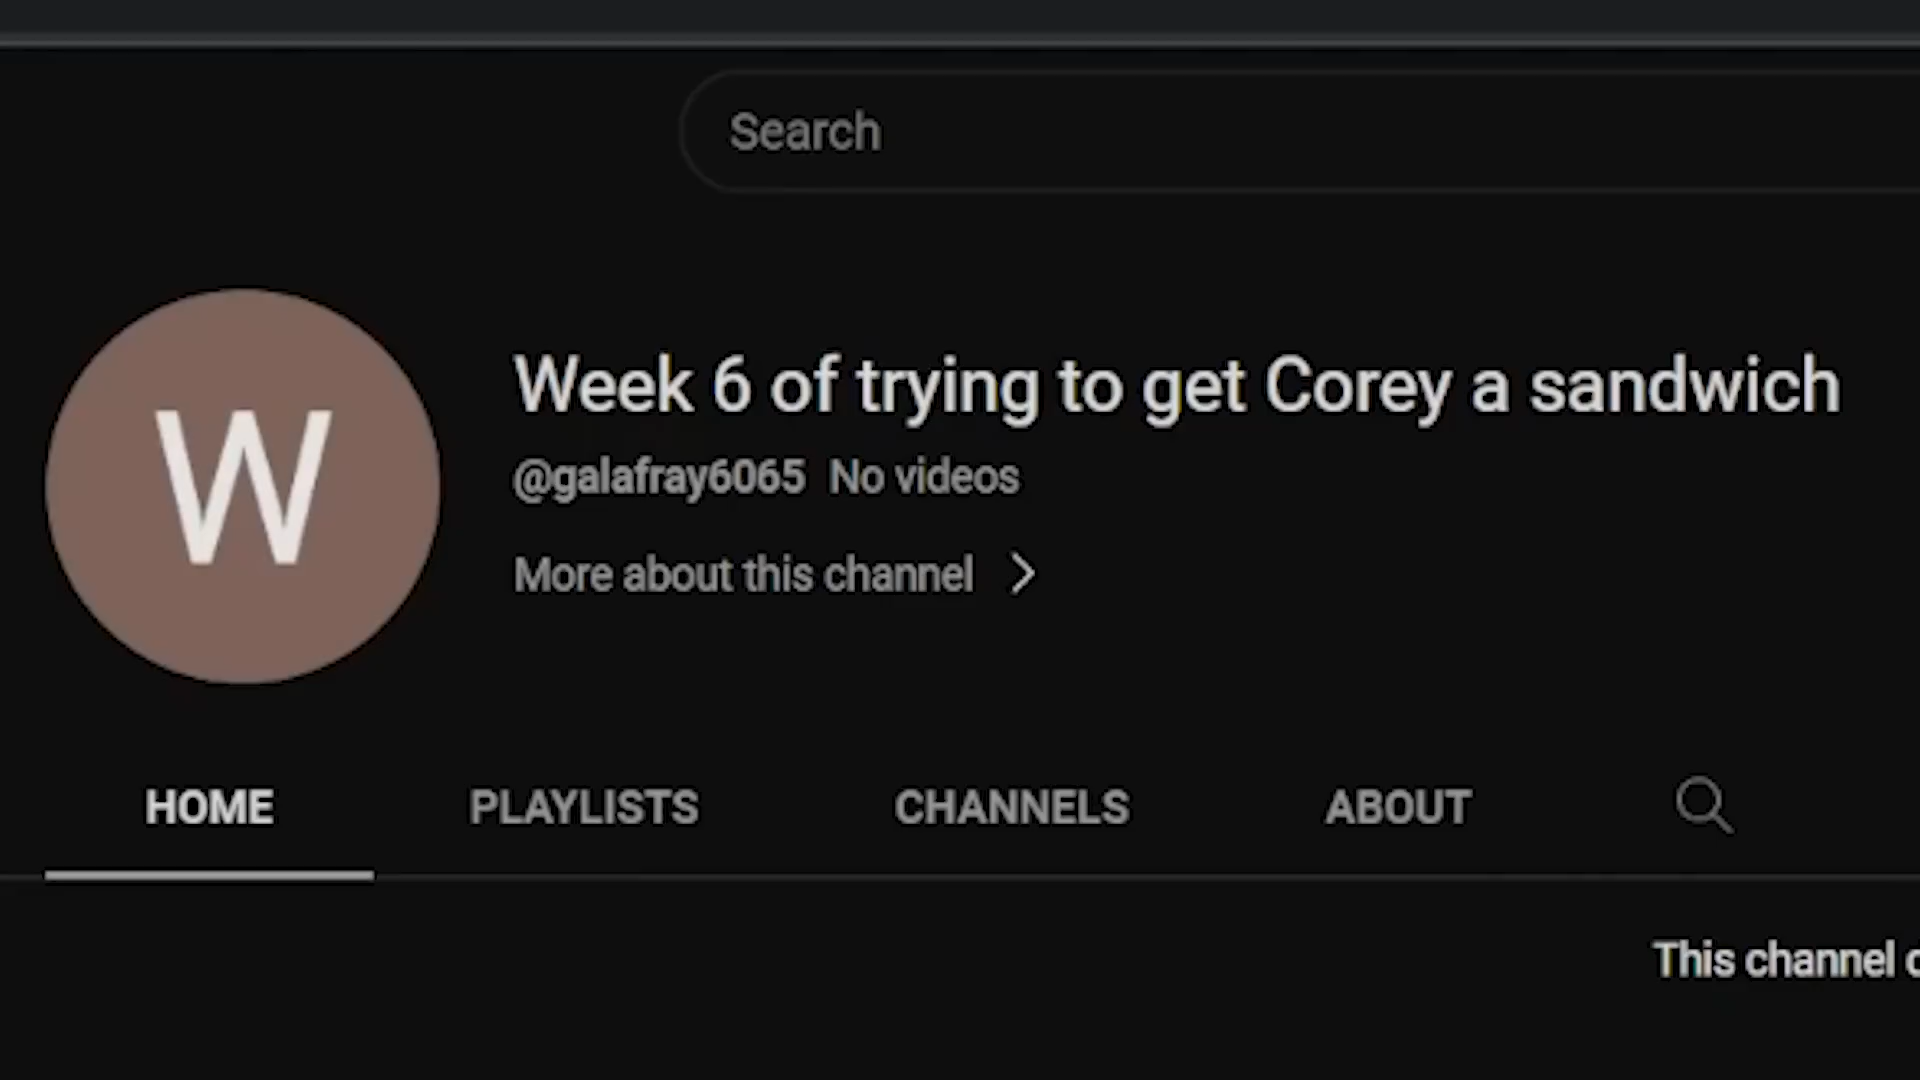 Search
W
Week 6 of trying to get Corey a sandwich
@galafray6065 No videos
More about this channel
HOME PLAYLISTS CHANNELS ABOUT
This channel